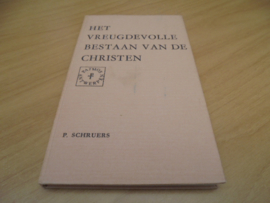 HET
VREUGDEVOLLE
BESTAAN VAN DE
CHRISTEN
P. SCHRUERS